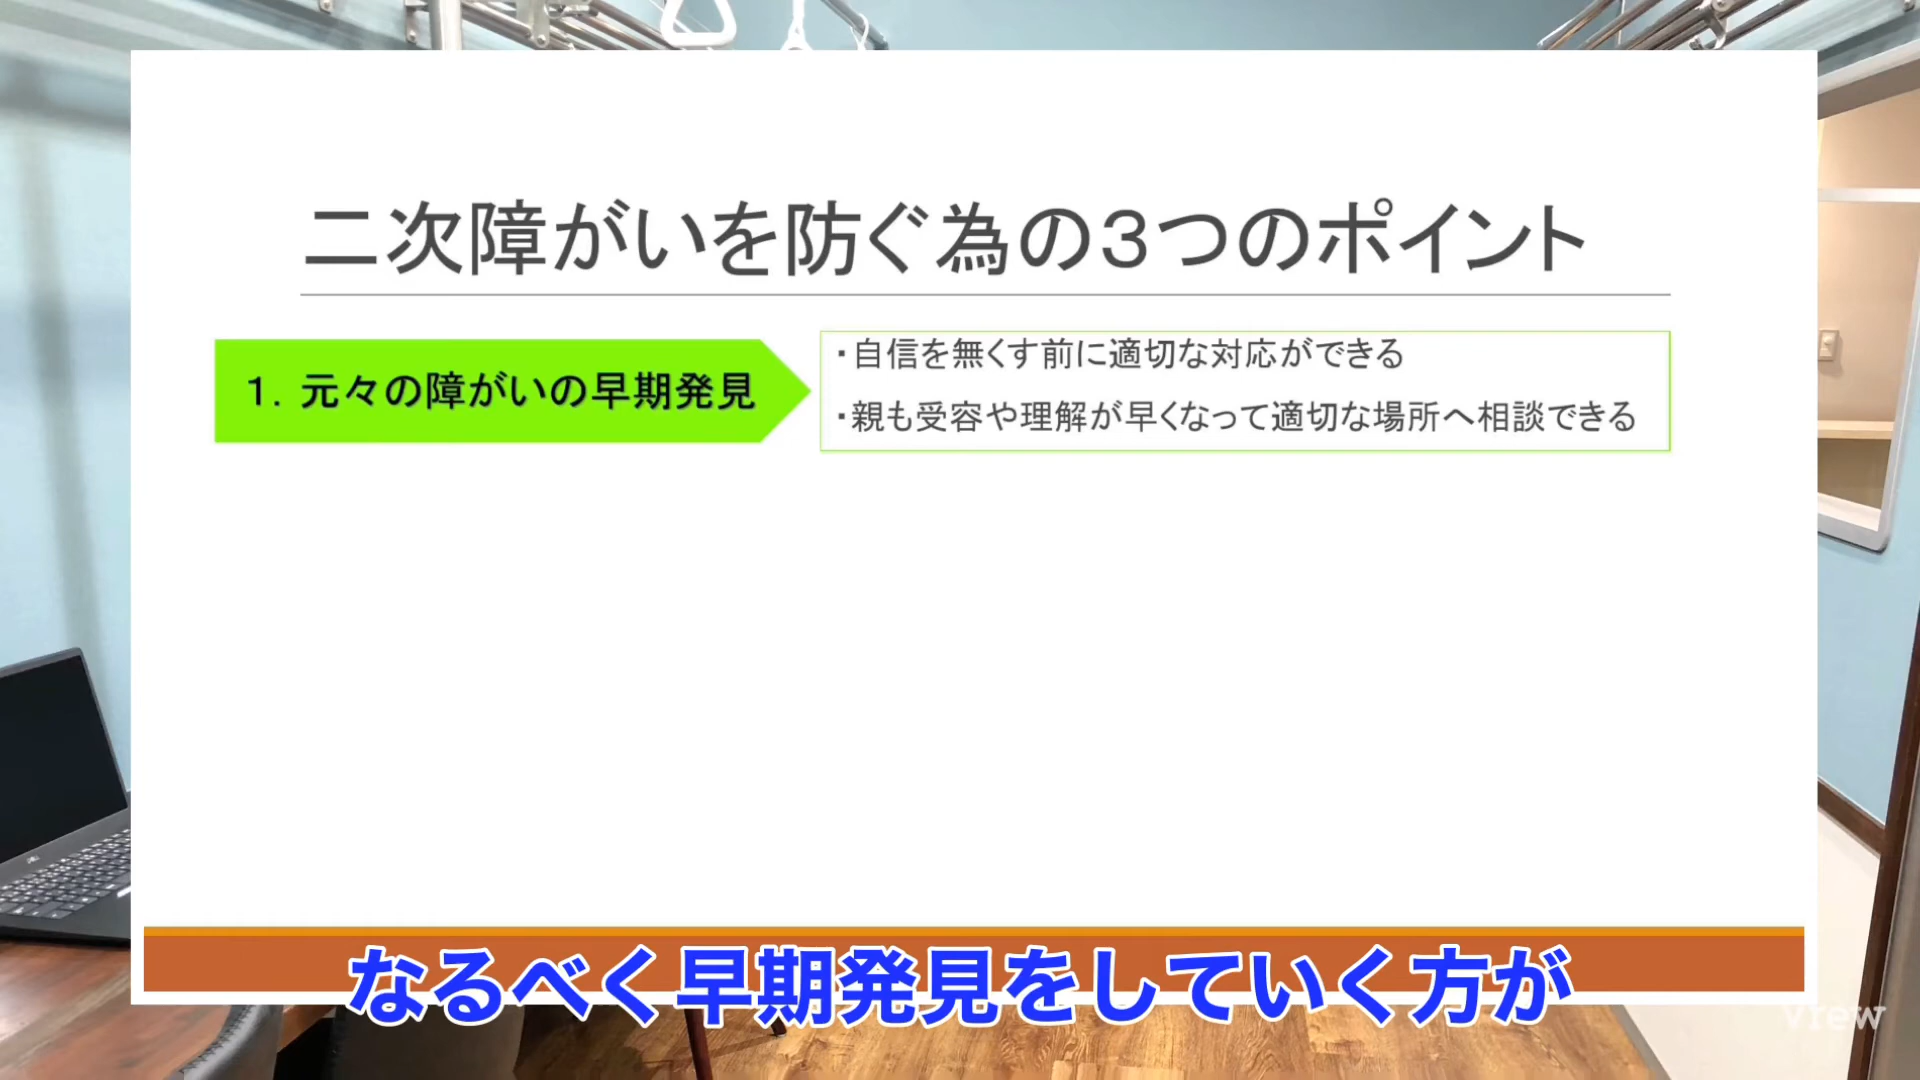 二次障がいを防ぐ為の３つのポイント
１．元々の障がいの早期発見
・自信を無くす前に適切な対応ができる
・親も受容や理解が早くなって適切な場所へ相談できる
なるべく早期発見をしていく方が
vrew